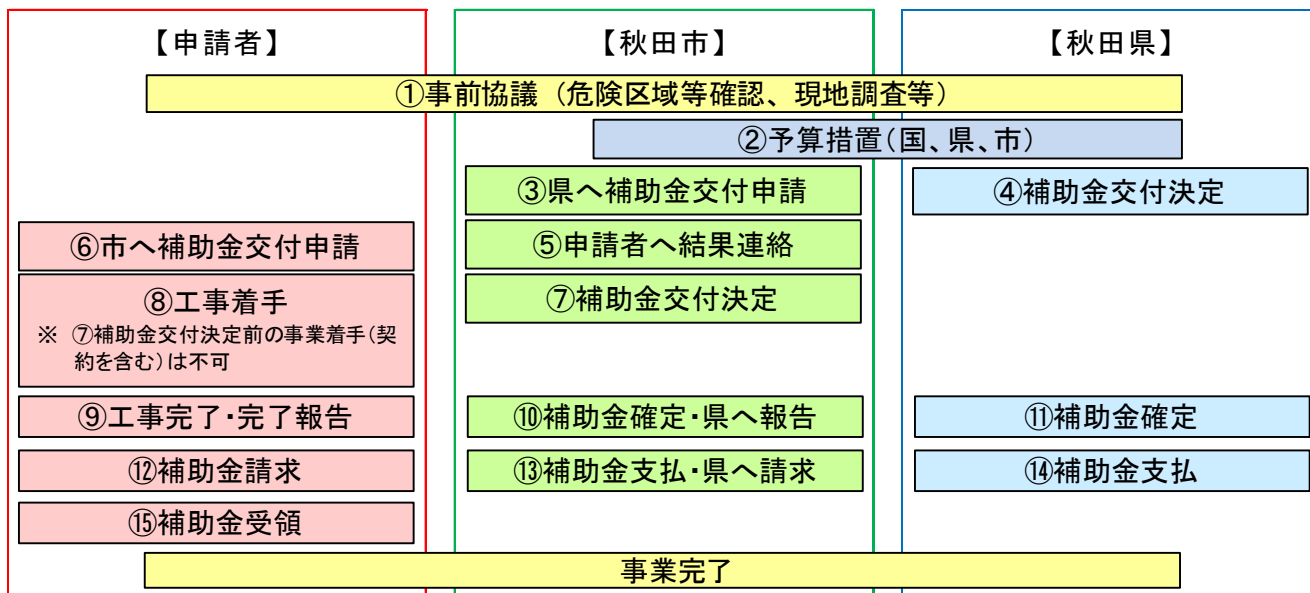 【申請者】
【秋田市】
【秋田県】
①事前協議（危険区域等確認、現地調査等）
②予算措置（国、県、市）
③県へ補助金交付申請
④補助金交付決定
⑥市へ補助金交付申請
⑤申請者へ結果連絡
⑧工事着手
※ ⑦補助金交付決定前の事業着手（契
約を含む）は不可
⑦補助金交付決定
⑨工事完了・完了報告
⑩補助金確定・県へ報告
⑪補助金確定
⑫補助金請求
⑬補助金支払・県へ請求
⑭補助金支払
⑮補助金受領
事業完了